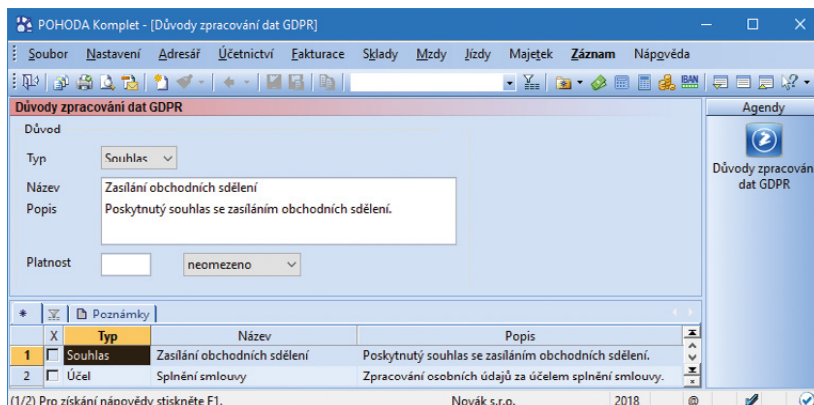 POHODA Komplet - [Důvody zpracování dat GDPR]
Soubor Nastavení Adresář Účetnictví Fakturace Sklady Mzdy Jízdy Majetek Záznam Nápověda
IBAN
Důvody zpracování dat GDPR
Agendy
Důvod
Typ Souhlas
Název Zasílání obchodních sdělení
Popis Poskytnutý souhlas se zasíláním obchodních sdělení.
Platnost neomezeno
Důvody zpracován
dat GDPR
* Poznámky
X Typ Název Popis
1 Souhlas Zasílání obchodních sdělení Poskytnutý souhlas se zasíláním obchodních sdělení.
2 Účel Splnění smlouvy Zpracování osobních údajů za účelem splnění smlouvy.
(1/2) Pro získání nápovědy stiskněte F1. Novák s.r.o. 2018 @